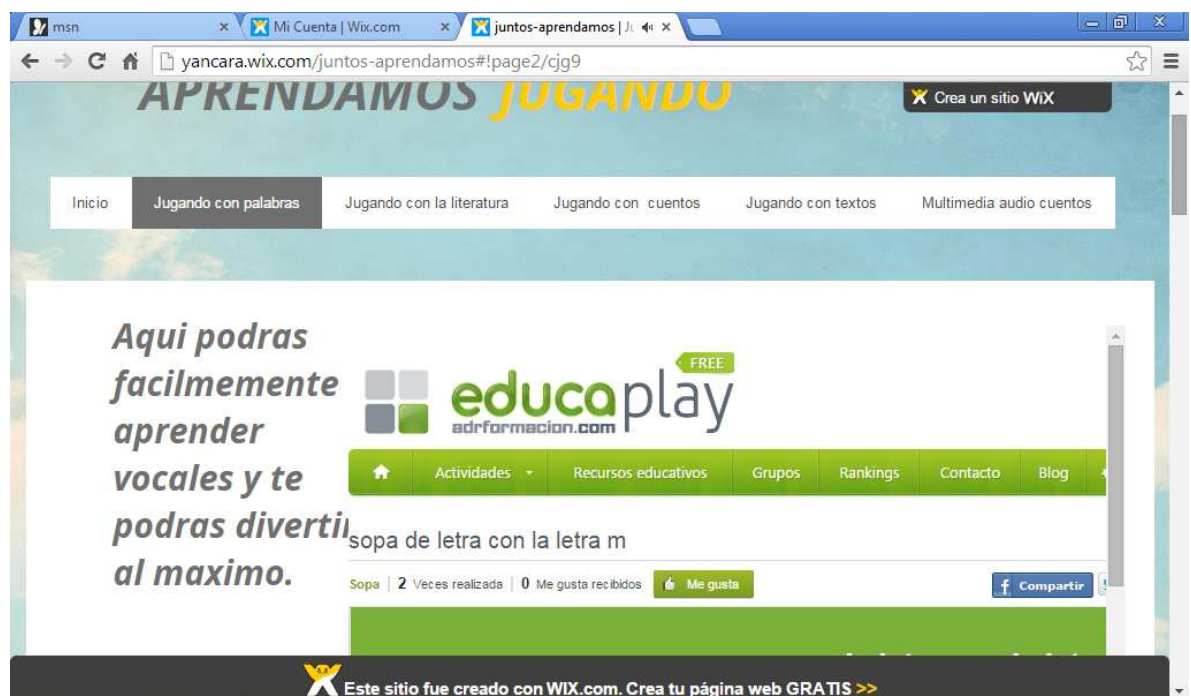 msn
Mi Cuenta | Wix.com
juntos-aprendamos | Ju
yancara.wix.com/juntos-aprendamos#!page2/cjg9
APRENDAMOS JUGANDO
Crea un sitio WiX
Inicio Jugando con palabras Jugando con la literatura Jugando con cuentos Jugando con textos Multimedia audio cuentos
Aqui podras
facilmemente
aprender
vocales y te
podras divertir
al maximo.
FREE
educaplay
adrformacion.com
Actividades Recursos educativos Grupos Rankings Contacto Blog
sopa de letra con la letra m
Sopa | 2 Veces realizada | 0 Me gusta recibidos Me gusta
Compartir
Este sitio fue creado con WIX.com. Crea tu página web GRATIS >>